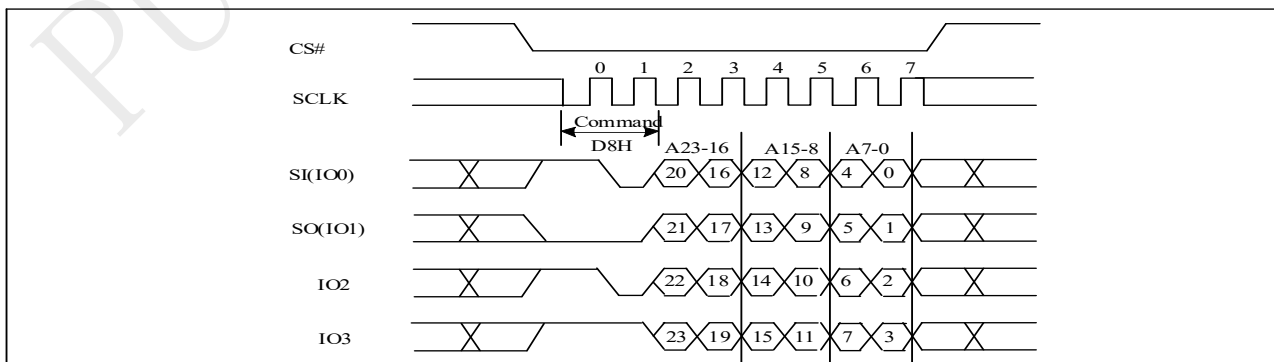 PU
CS#
0 1 2 3 4 5 6 7
SCLK
Command
D8H
A23-16 A15-8 A7-0
SI(IO0) 20 16 12 8 4 0
SO(IO1) 21 17 13 9 5 1
IO2 22 18 14 10 6 2
IO3 23 19 15 11 7 3